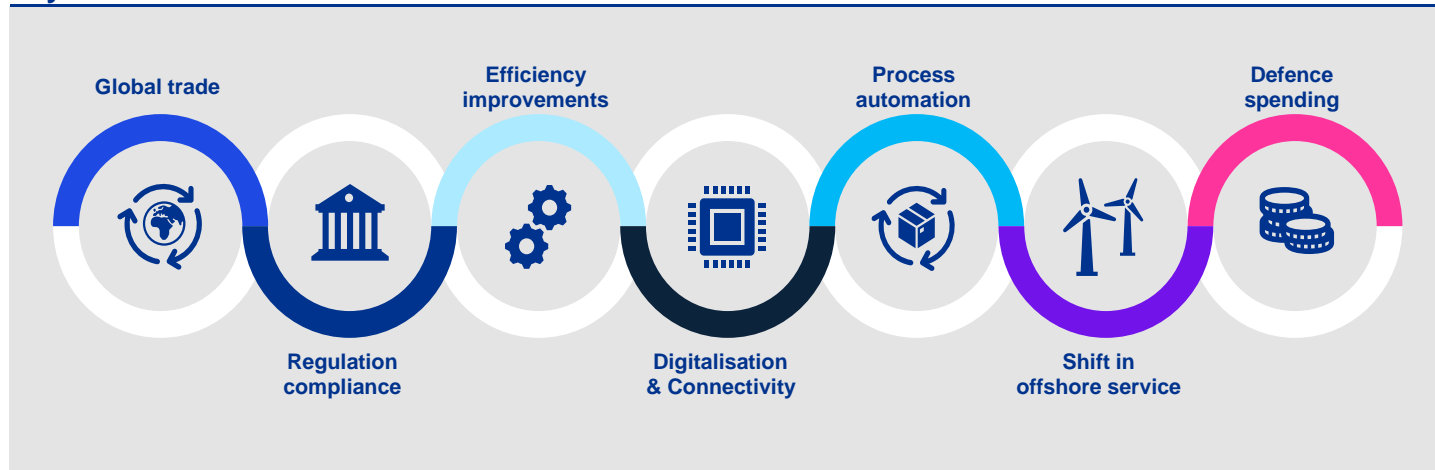 Global trade
Regulation
compliance
Efficiency
improvements
Digitalisation
& Connectivity
Process
automation
Shift in
offshore service
Defence
spending